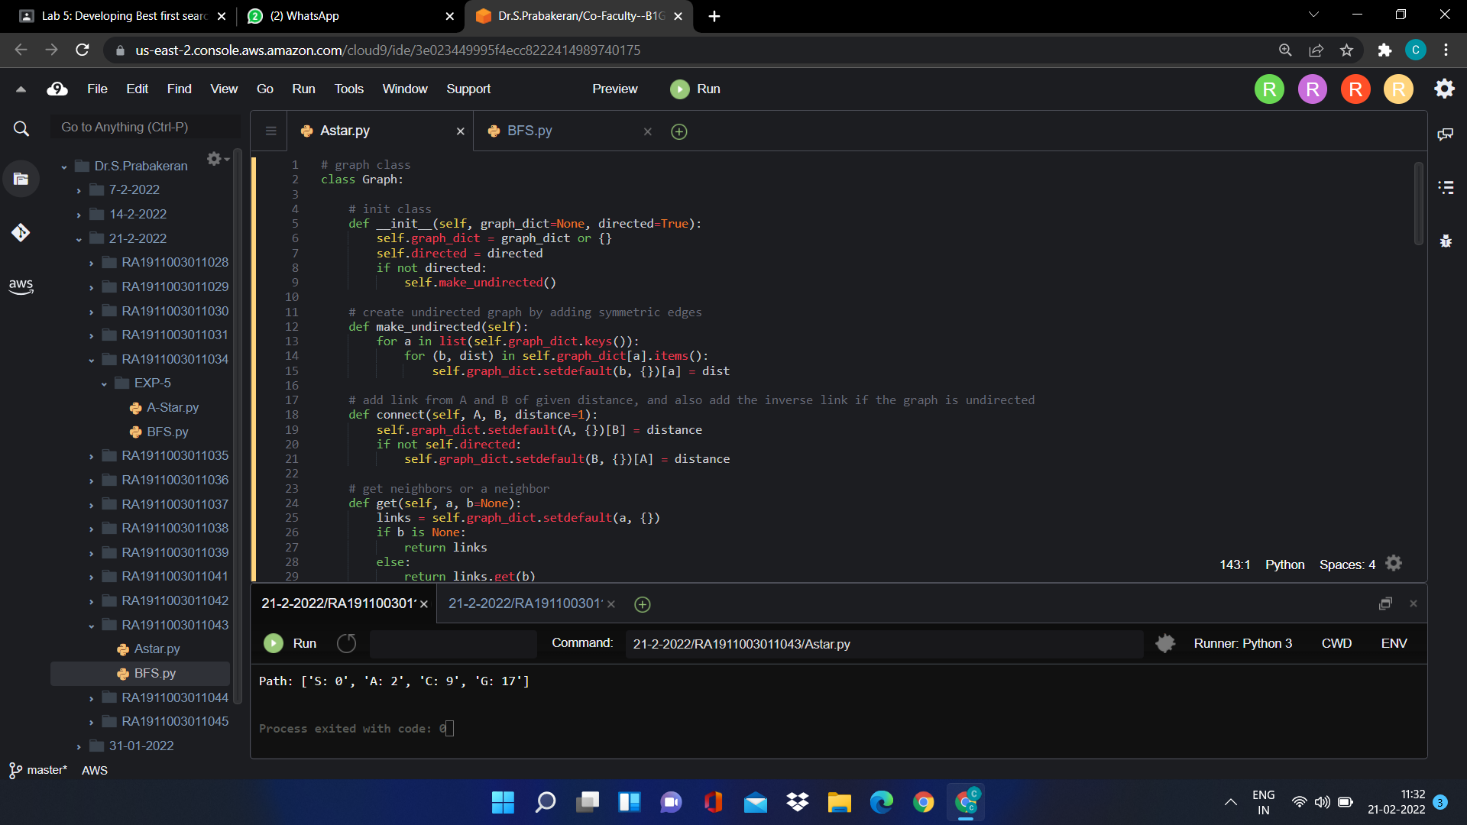 Lab 5: Developing Best first sear
(2) WhatsApp
Dr.S.Prabakeran/Co-Faculty--B1G
us-east-2.console.aws.amazon.com/cloud9/ide/3e023449995f4ecc8222414989740175
C
9
File Edit Find View Go Run Tools Window Support Preview Run
R R R R
Go to Anything (Ctrl-P)
Astar.py
BFS.py
Dr.S.Prabakeran
7-2-2022
14-2-2022
21-2-2022
RA1911003011028
RA1911003011029
RA1911003011030
RA1911003011031
RA1911003011034
EXP-5
A-Star.py
BFS.py
RA1911003011035
RA1911003011036
RA1911003011037
RA1911003011038
RA1911003011039
RA1911003011041
RA1911003011042
RA1911003011043
Astar.py
BFS.py
RA1911003011044
RA1911003011045
31-01-2022
aws
master* AWS
1 # graph class
2 class Graph:
3
4 # init class
5 def __init__(self, graph_dict=None, directed=True):
6 self.graph_dict = graph_dict or {}
7 self.directed = directed
8 if not directed:
9 self.make_undirected()
10
11 # create undirected graph by adding symmetric edges
12 def make_undirected(self):
13 for a in list(self.graph_dict.keys()):
14 for (b, dist) in self.graph_dict[a].items():
15 self.graph_dict.setdefault(b, {})[a] = dist
16
17 # add link from A and B of given distance, and also add the inverse link if the graph is undirected
18 def connect(self, A, B, distance=1):
19 self.graph_dict.setdefault(A, {})[B] = distance
20 if not self.directed:
21 self.graph_dict.setdefault(B, {})[A] = distance
22
23 # get neighbors or a neighbor
24 def get(self, a, b=None):
25 links = self.graph_dict.setdefault(a, {})
26 if b is None:
27 return links
28 else:
29 return links.get(b)
143:1 Python Spaces: 4
21-2-2022/RA191100301
21-2-2022/RA191100301
Run
Command: 21-2-2022/RA1911003011043/Astar.py
Runner: Python 3 CWD ENV
Path: ['S: 0', 'A: 2', 'C: 9', 'G: 17']
Process exited with code: 0
ENG
IN
11:32
21-02-2022
3